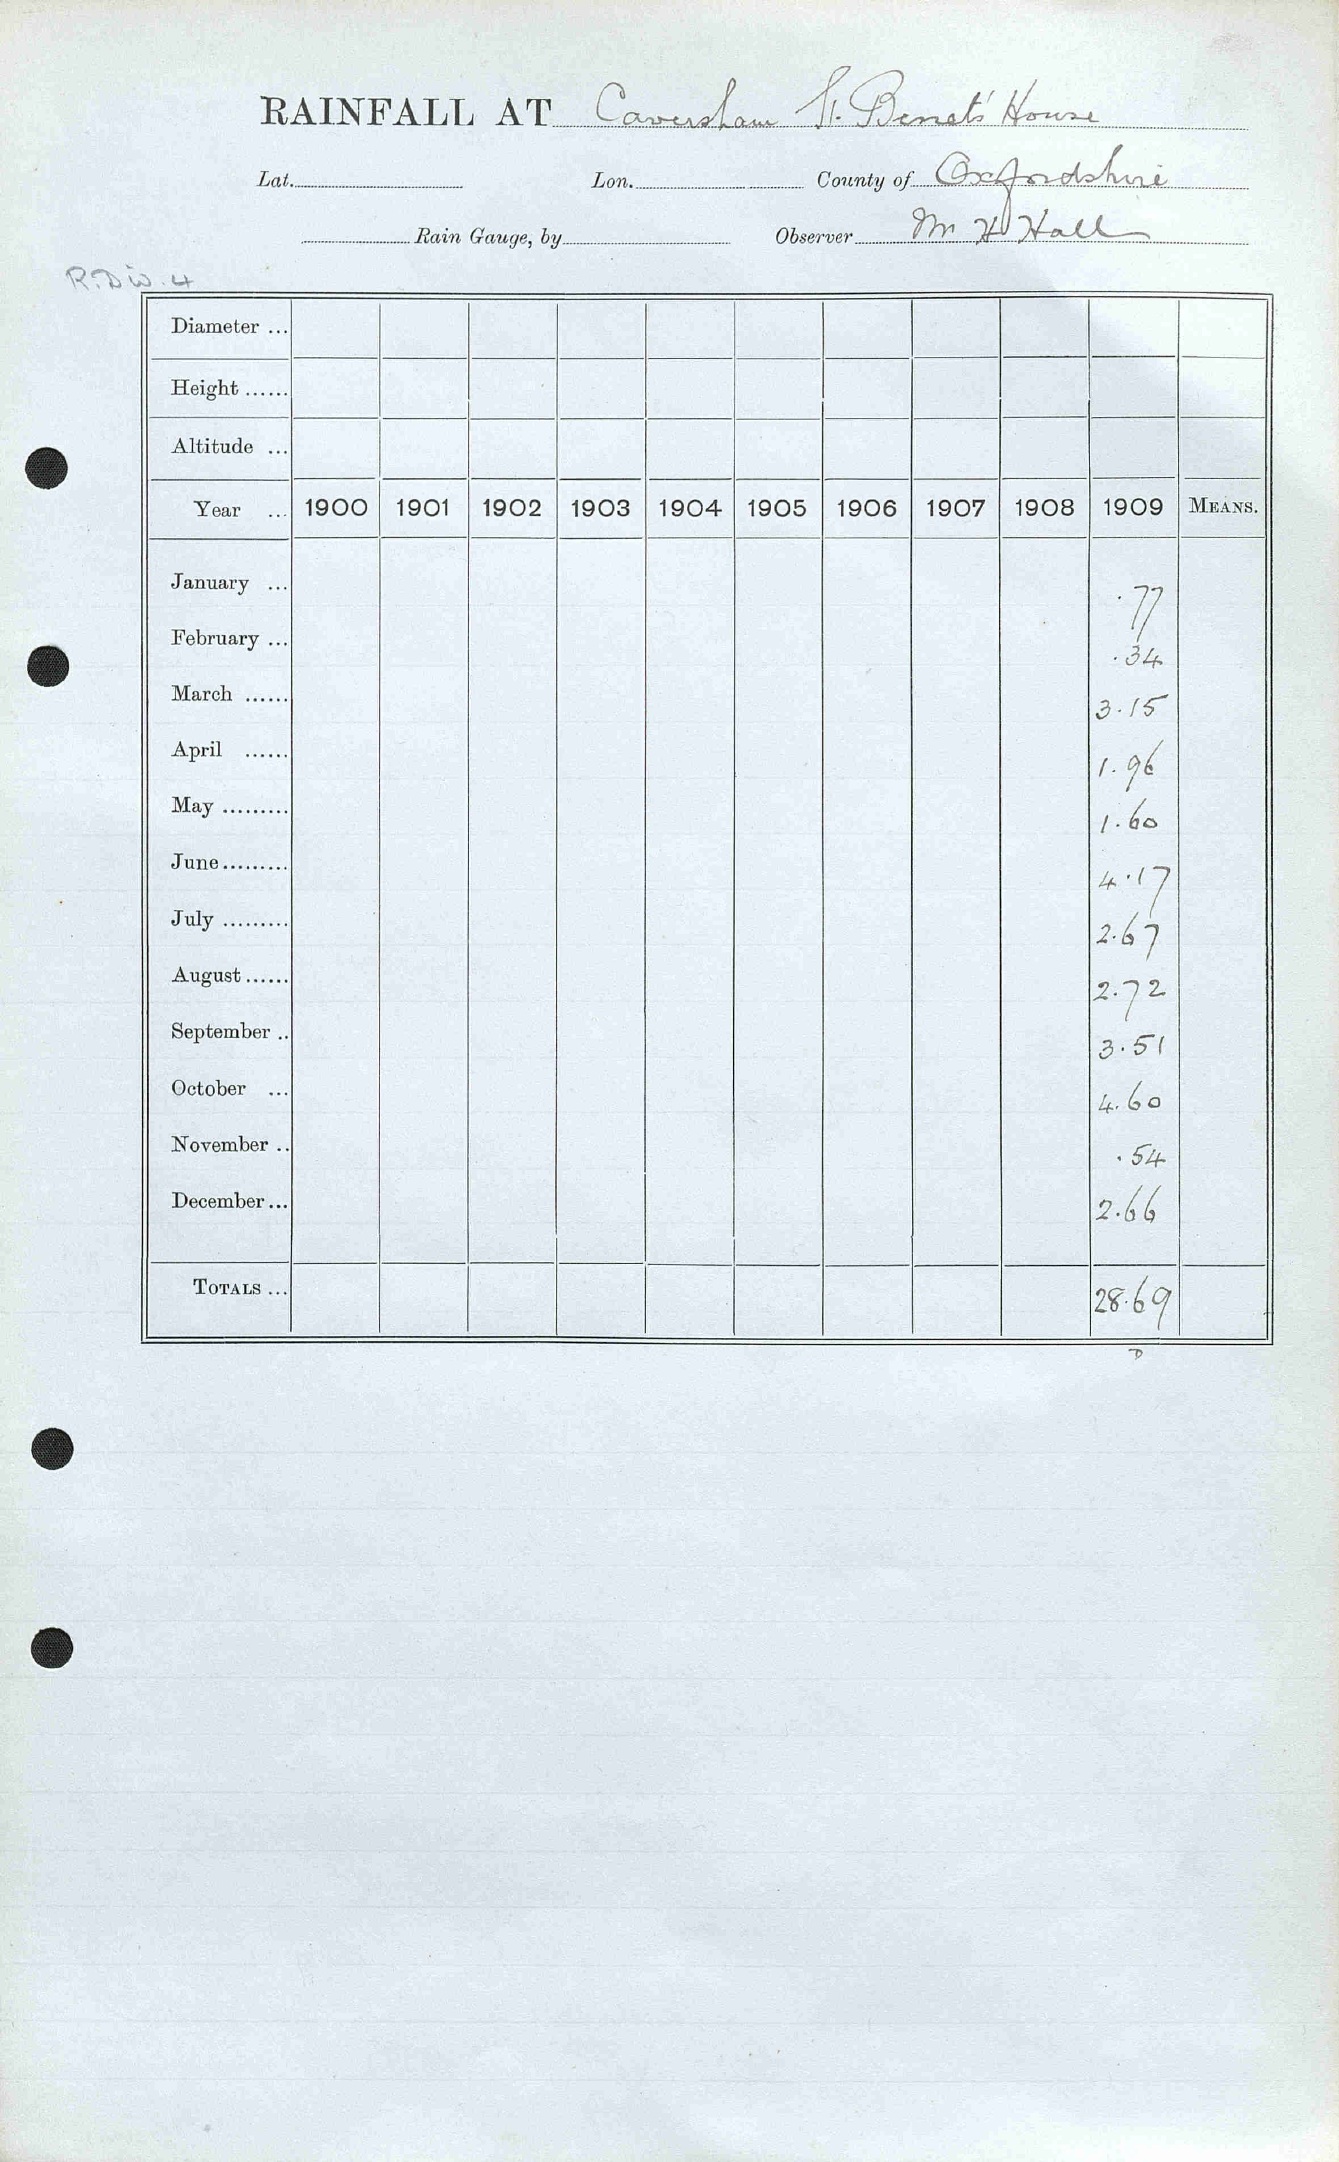 RAINFALL AT Caversham St. Benet's House
Lat. Lon. County of Oxfordshire
Rain Gauge, by Observer Mr H Hall
R. Div. 4
Diameter ...
Height ......
Altitude ...
Year ... 1900 1901 1902 1903 1904 1905 1906 1907 1908 1909 MEANS.
January ... .77
February ... .34
March ...... 3.15
April ...... 1.96
May ......... 1.60
June ......... 4.17
July ......... 2.67
August ...... 2.72
September .. 3.51
October ... 4.60
November .. .54
December ... 2.66
TOTALS ... 28.69
D